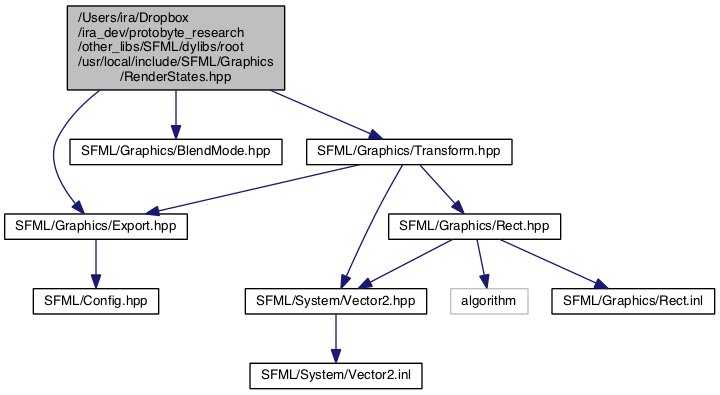 /Users/ira/Dropbox
/ira_dev/protobyte_research
/other_libs/SFML/dylibs/root
/usr/local/include/SFML/Graphics
/RenderStates.hpp
SFML/Graphics/BlendMode.hpp
SFML/Graphics/Transform.hpp
SFML/Graphics/Export.hpp
SFML/Graphics/Rect.hpp
SFML/Config.hpp
SFML/System/Vector2.hpp
algorithm
SFML/Graphics/Rect.inl
SFML/System/Vector2.inl